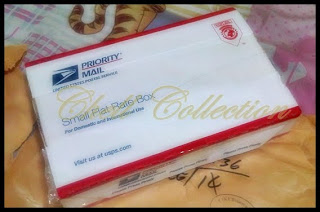 PRIORITY
MAIL
UNITED STATES POSTAL SERVICE
Collection
Small Flat Rate Box
For Domestic and International Use
Visit us at usps.com